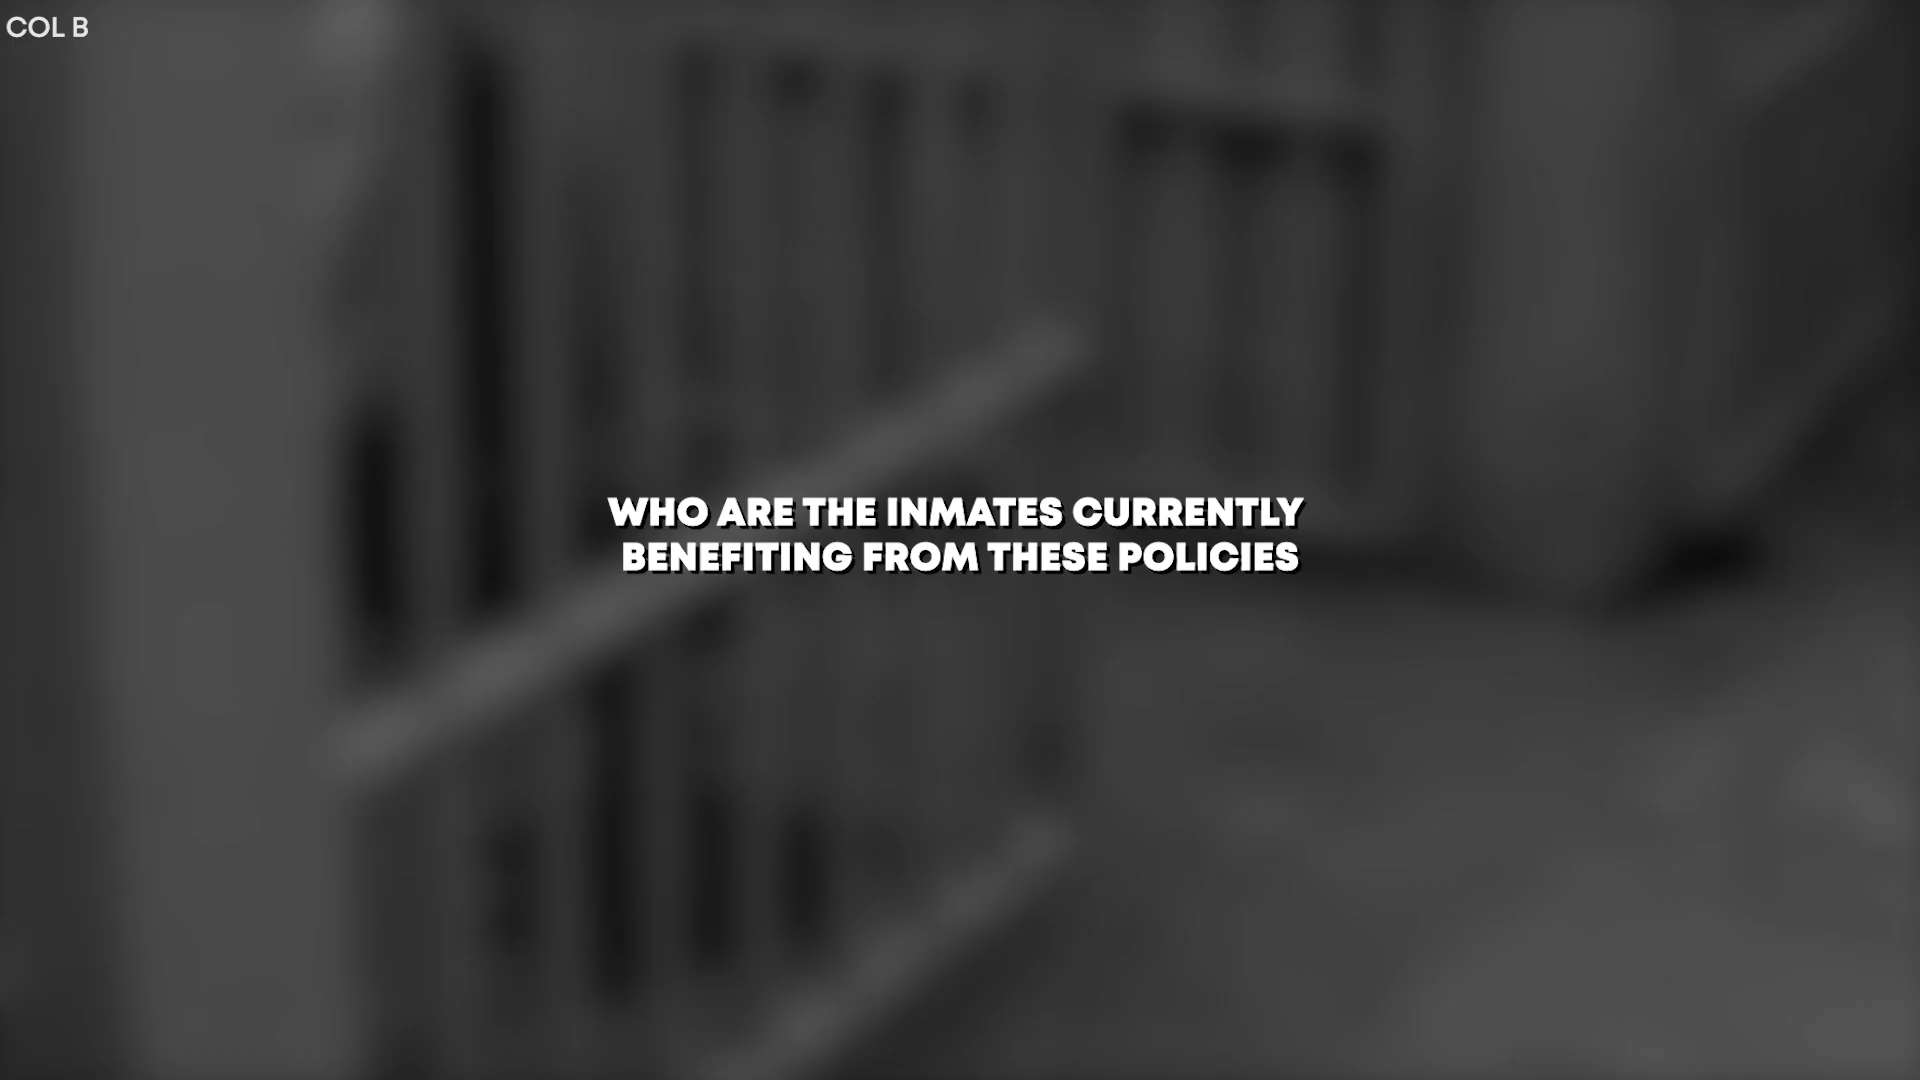 COL B
WHO ARE THE INMATES CURRENTLY
BENEFITING FROM THESE POLICIES